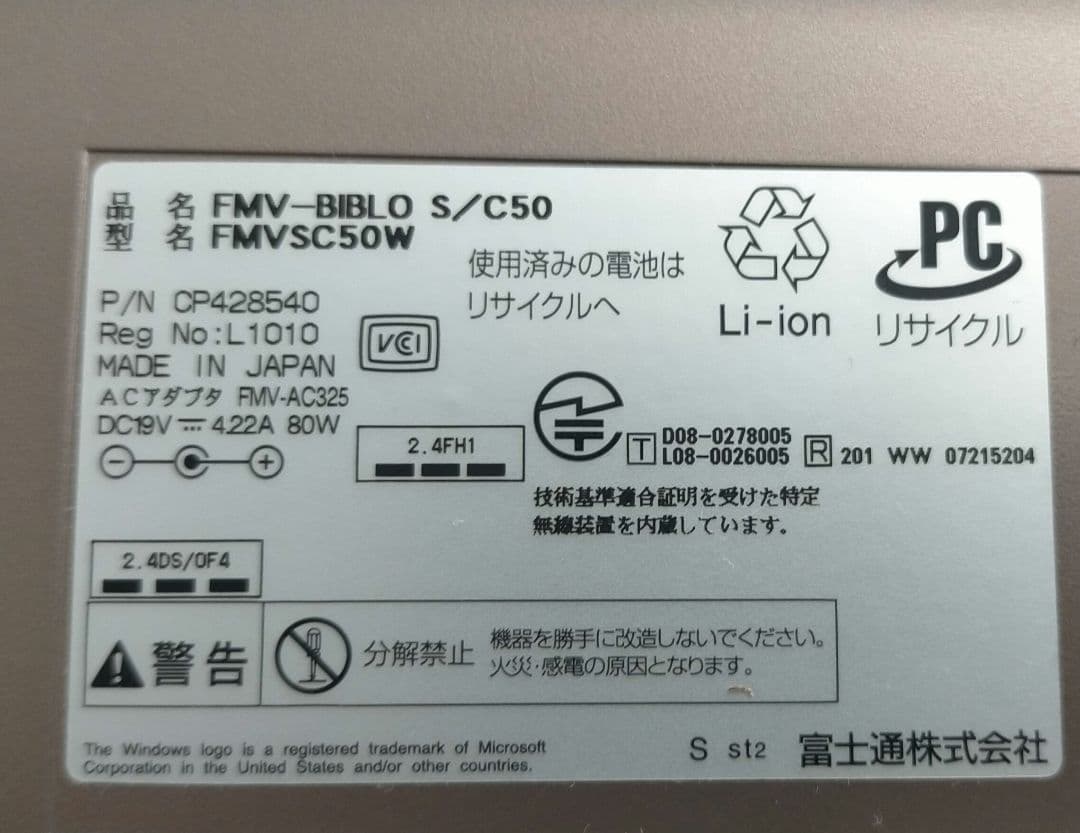 品 名 FMV-BIBLO S/C50
型 名 FMVSC50W
使用済みの電池は
リサイクルへ
Li-ion
PC
リサイクル
P/N CP428540
Reg No:L1010
MADE IN JAPAN
VCCI
ACアダプタ FMV-AC325
DC19V 4.22A 80W
2.4FH1
T D08-0278005
L08-0026005
R 201 WW 07215204
技術基準適合証明を受けた特定
無線装置を内蔵しています。
2.4DS/OF4
警告
分解禁止
機器を勝手に改造しないでください。
火災・感電の原因となります。
The Windows logo is a registered trademark of Microsoft
Corporation in the United States and/or other countries.
S st2 富士通株式会社